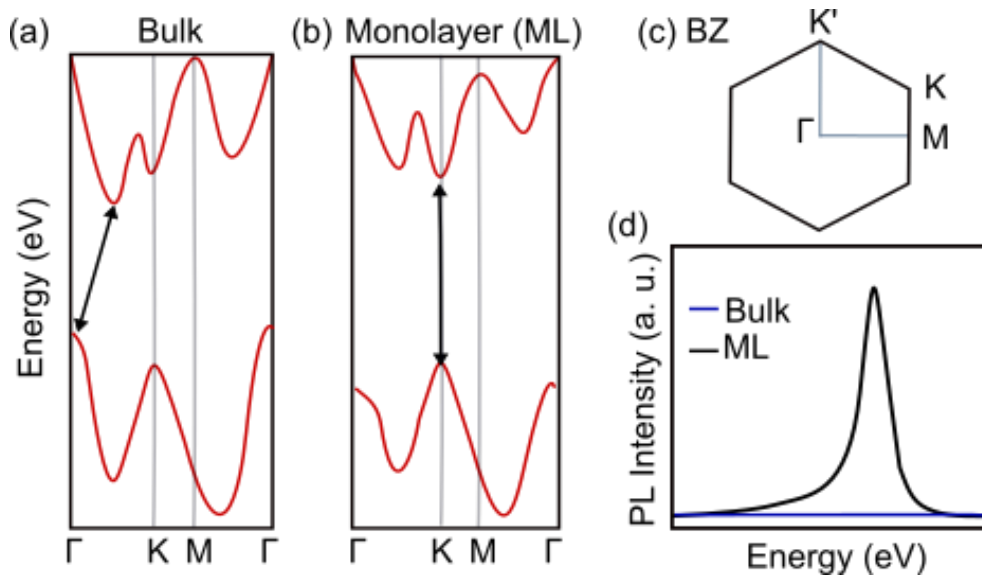 (a) Bulk
Energy (eV)
Γ K M Γ
(b) Monolayer (ML)
Γ K M Γ
(c) BZ
K'
K
Γ
M
(d)
PL Intensity (a. u.)
Bulk
ML
Energy (eV)